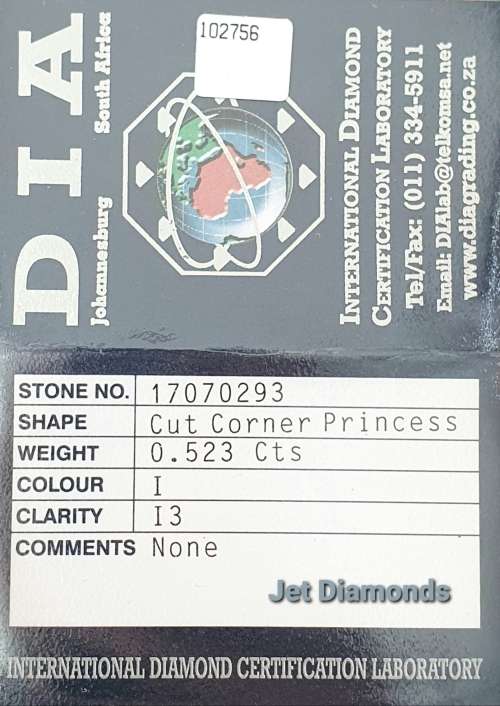 102756
DIA
Johannesburg South Africa
INTERNATIONAL DIAMOND
CERTIFICATION LABORATORY
Tel/Fax: (011) 334-5911
Email: DIAlab@telkomsa.net
www.diagrading.co.za
STONE NO. 17070293
SHAPE Cut Corner Princess
WEIGHT 0.523 Cts
COLOUR I
CLARITY I3
COMMENTS None
Jet Diamonds
INTERNATIONAL DIAMOND CERTIFICATION LABORATORY